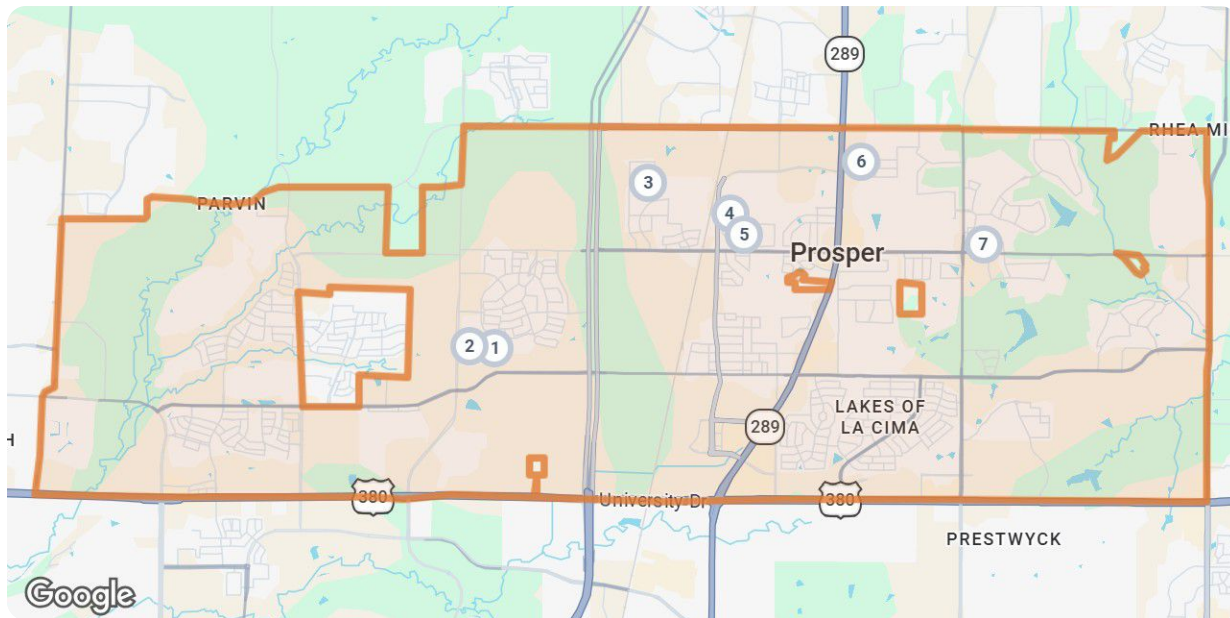 289
RHEA MI
6
3
PARVIN
4
5
7
Prosper
2
1
LAKES OF
LA CIMA
289
H
380
University Dr
380
PRESTWYCK
Google